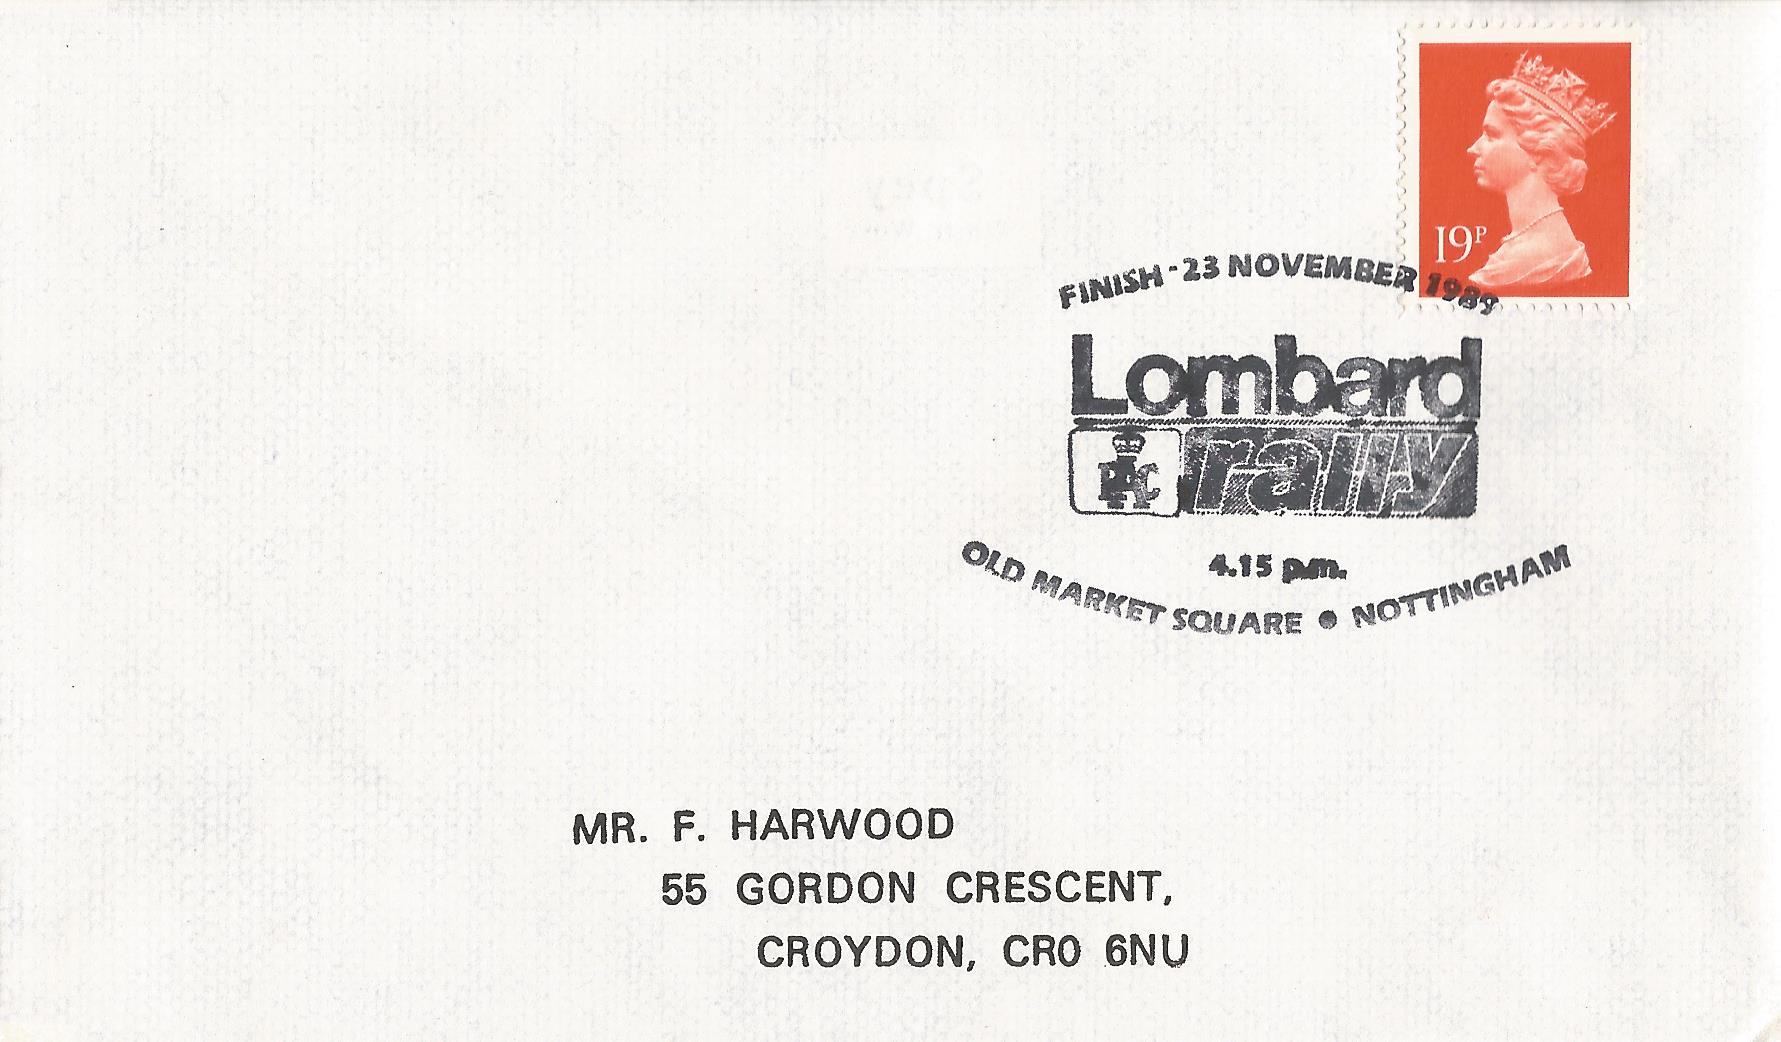 19P
FINISH - 23 NOVEMBER 1989
Lombard
RAC rally
4.15 p.m.
OLD MARKET SQUARE • NOTTINGHAM
MR. F. HARWOOD
55 GORDON CRESCENT,
CROYDON, CR0 6NU